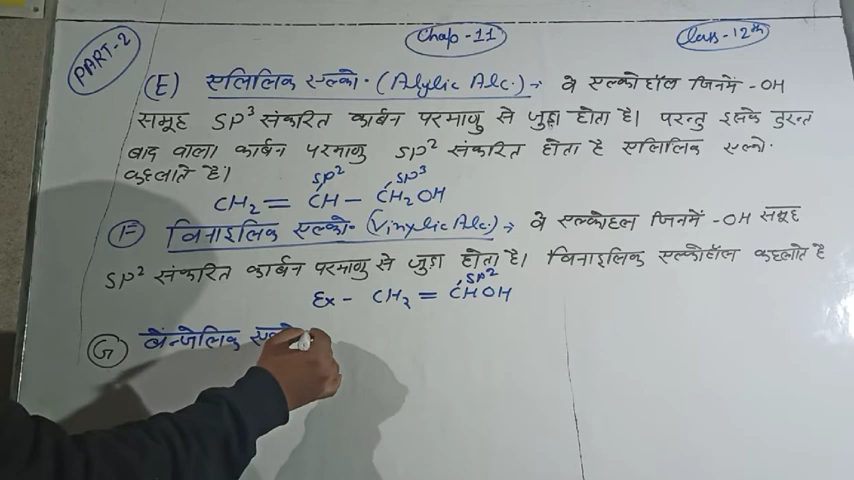 PART-2
Chap-11
Class-12th
(E) एलिलिक एल्को. (Allylic Alc.) → वे एल्कोहॉल जिनमें -OH
समूह SP³ संकरित कार्बन परमाणु से जुड़ा होता है। परन्तु इसके तुरन्त
बाद वाला कार्बन परमाणु SP² संकरित होता है एलिलिक एल्को.
कहलाते है।
SP² SP³
CH₂ = CH - CH₂OH
(F) विनाइलिक एल्को. (Vinylic Alc.) → वे एल्कोहल जिनमें -OH समूह
SP² संकरित कार्बन परमाणु से जुड़ा होता है। विनाइलिक एल्कोहॉल कहलाते है
SP²
Ex - CH₂ = CHOH
(G) बेन्जेलिक एल्को